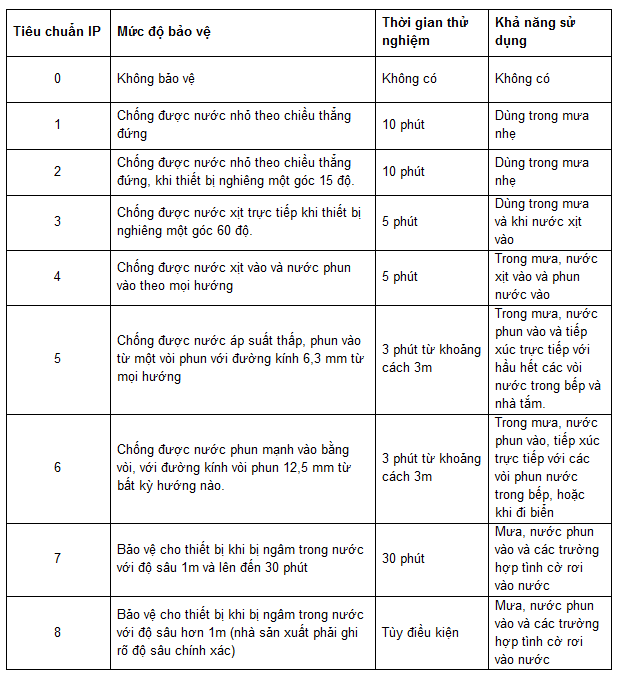 Tiêu chuẩn IP
Mức độ bảo vệ
Thời gian thử
nghiệm
Khả năng sử
dụng
0
Không bảo vệ
Không có
Không có
1
Chống được nước nhỏ theo chiều thẳng
đứng
10 phút
Dùng trong mưa
nhẹ
2
Chống được nước nhỏ theo chiều thẳng
đứng, khi thiết bị nghiêng một góc 15 độ.
10 phút
Dùng trong mưa
nhẹ
3
Chống được nước xịt trực tiếp khi thiết bị
nghiêng một góc 60 độ.
5 phút
Dùng trong mưa
và khi nước xịt
vào
4
Chống được nước xịt vào và nước phun
vào theo mọi hướng
5 phút
Trong mưa, nước
xịt vào và phun
nước vào
5
Chống được nước áp suất thấp, phun vào
từ một vòi phun với đường kính 6,3 mm từ
mọi hướng
3 phút từ khoảng
cách 3m
Trong mưa, nước
phun vào và tiếp
xúc trực tiếp với
hầu hết các vòi
nước trong bếp và
nhà tắm.
6
Chống được nước phun mạnh vào bằng
vòi, với đường kính vòi phun 12,5 mm từ
bất kỳ hướng nào.
3 phút từ khoảng
cách 3m
Trong mưa, nước
phun vào, tiếp xúc
trực tiếp với các
vòi phun nước
trong bếp, hoặc
khi đi biển
7
Bảo vệ cho thiết bị khi bị ngâm trong nước
với độ sâu 1m và lên đến 30 phút
30 phút
Mưa, nước phun
vào và các trường
hợp tình cờ rơi
vào nước
8
Bảo vệ cho thiết bị khi bị ngâm trong nước
với độ sâu hơn 1m (nhà sản xuất phải ghi
rõ độ sâu chính xác)
Tùy điều kiện
Mưa, nước phun
vào và các trường
hợp tình cờ rơi
vào nước